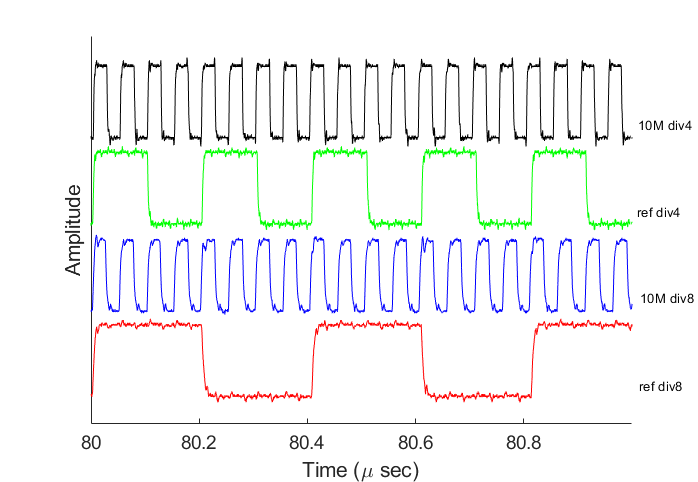 10M div4
ref div4
Amplitude
10M div8
ref div8
80 80.2 80.4 80.6 80.8
Time (μ sec)